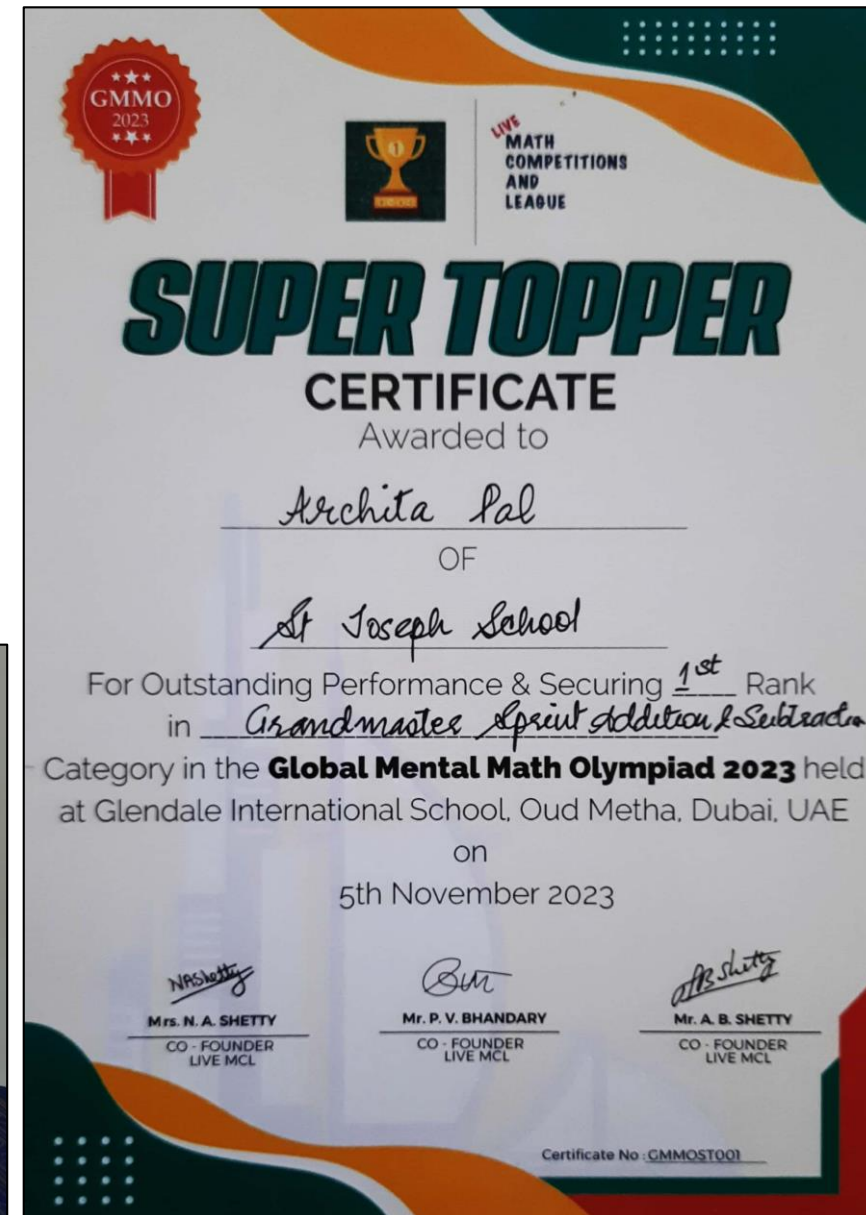 GMMO
2023
LIVE
MATH
COMPETITIONS
AND
LEAGUE
1
SUPER TOPPER
CERTIFICATE
Awarded to
Archita Pal
OF
St Joseph School
For Outstanding Performance & Securing 1st Rank
in Grandmaster Sprint Addition & Subtraction
Category in the Global Mental Math Olympiad 2023 held
at Glendale International School, Oud Metha, Dubai, UAE
on
5th November 2023
NAShetty
ABShetty
Mrs. N. A. SHETTY Mr. P. V. BHANDARY Mr. A. B. SHETTY
CO - FOUNDER CO - FOUNDER CO - FOUNDER
LIVE MCL LIVE MCL LIVE MCL
Certificate No : GMMOST001